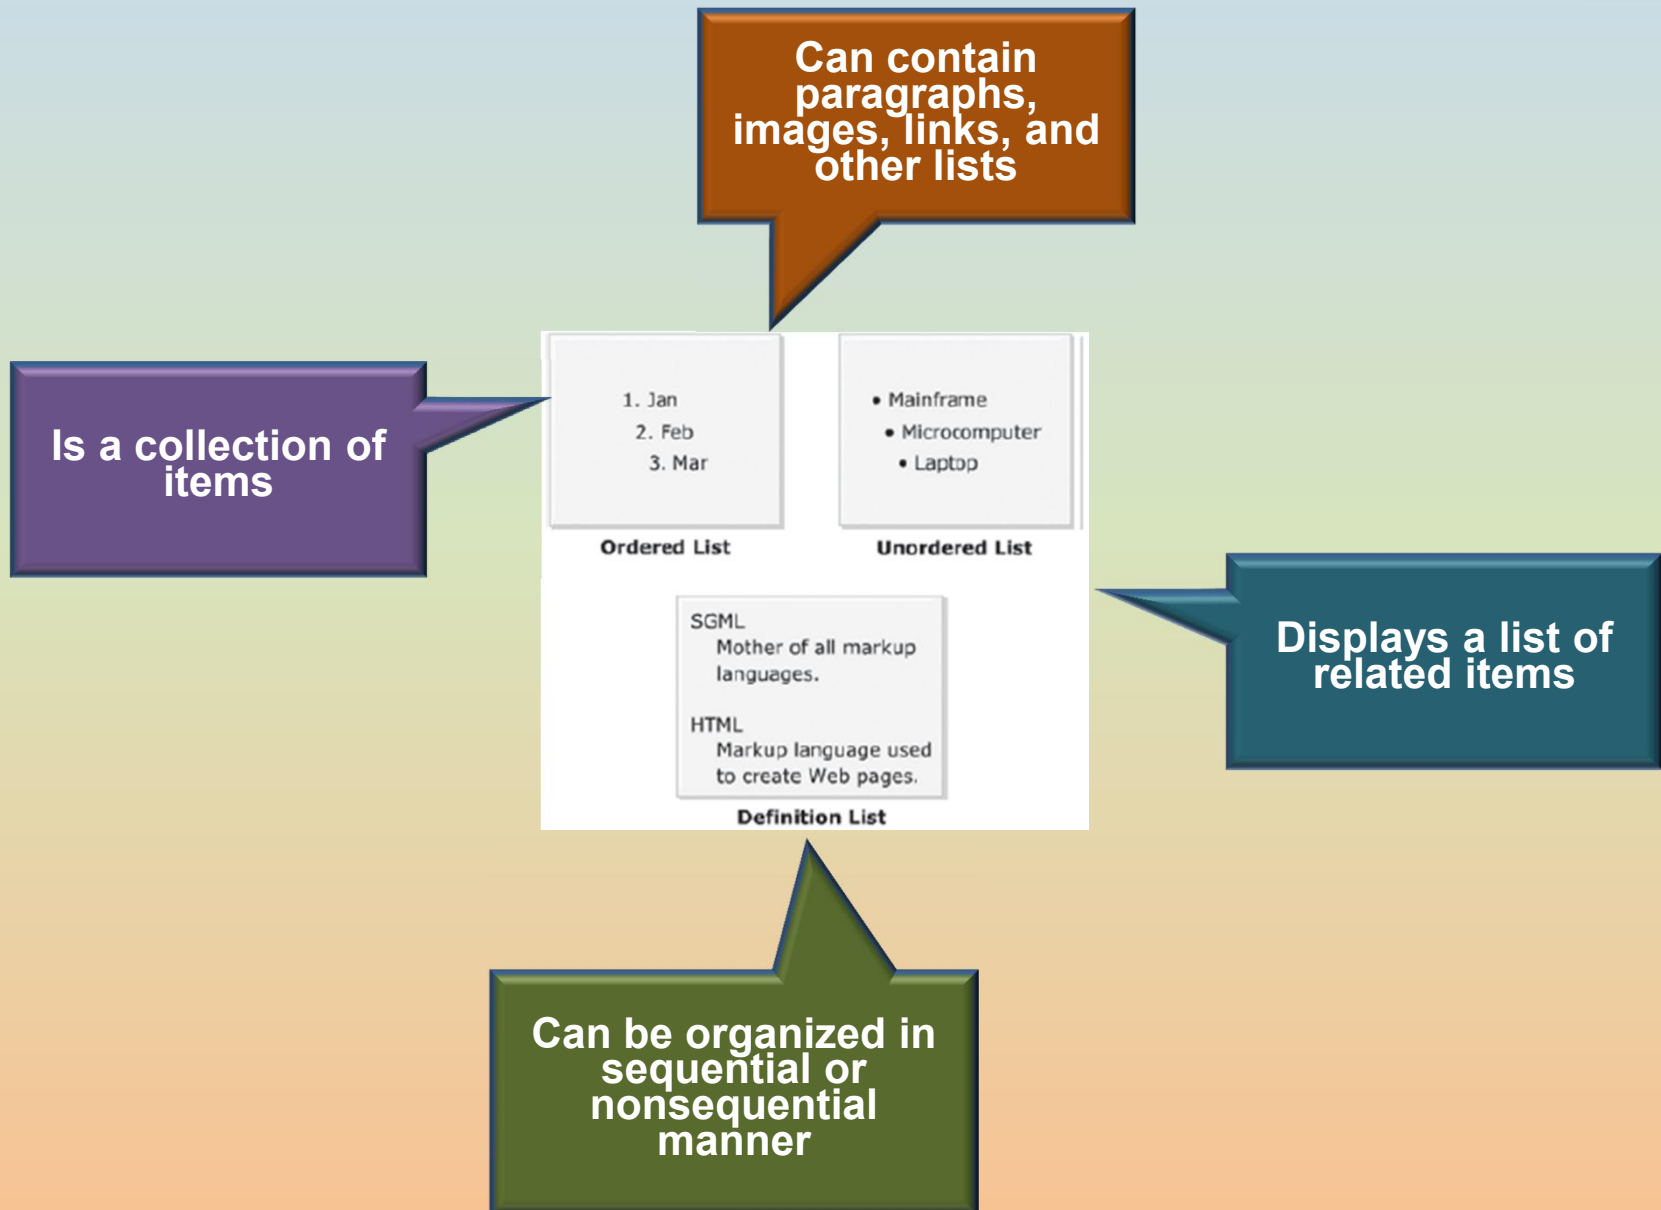 Can contain
paragraphs,
images, links, and
other lists
Is a collection of
items
1. Jan
2. Feb
3. Mar
Ordered List
• Mainframe
• Microcomputer
• Laptop
Unordered List
Displays a list of
related items
SGML
Mother of all markup
languages.
HTML
Markup language used
to create Web pages.
Definition List
Can be organized in
sequential or
nonsequential
manner